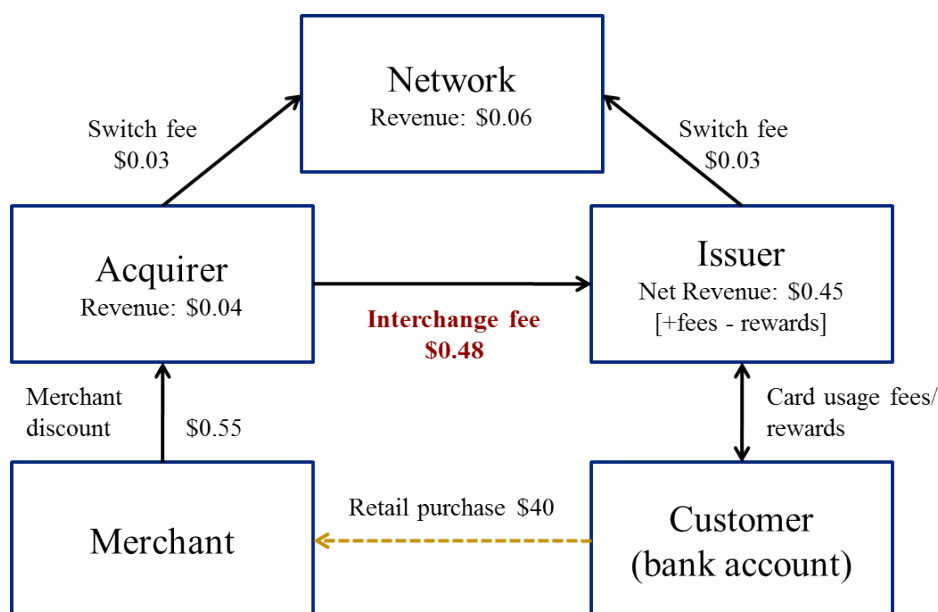 Network
Revenue: $0.06
Switch fee
$0.03
Switch fee
$0.03
Acquirer
Revenue: $0.04
Interchange fee
$0.48
Issuer
Net Revenue: $0.45
[+fees - rewards]
Merchant
discount
$0.55
Card usage fees/
rewards
Merchant
Retail purchase $40
Customer
(bank account)